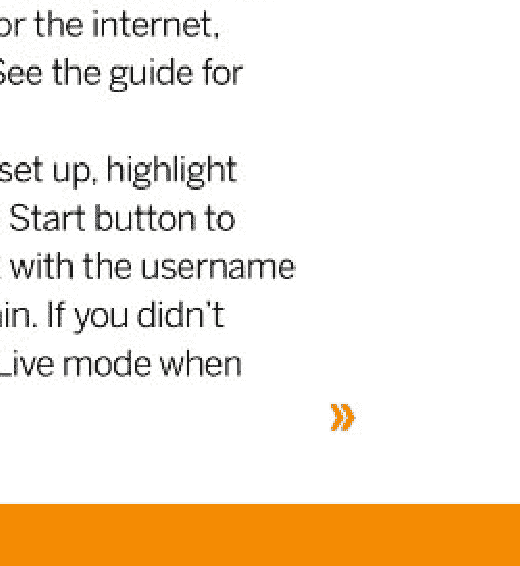 or the internet,
See the guide for
set up, highlight
Start button to
with the username
in. If you didn't
Live mode when
»